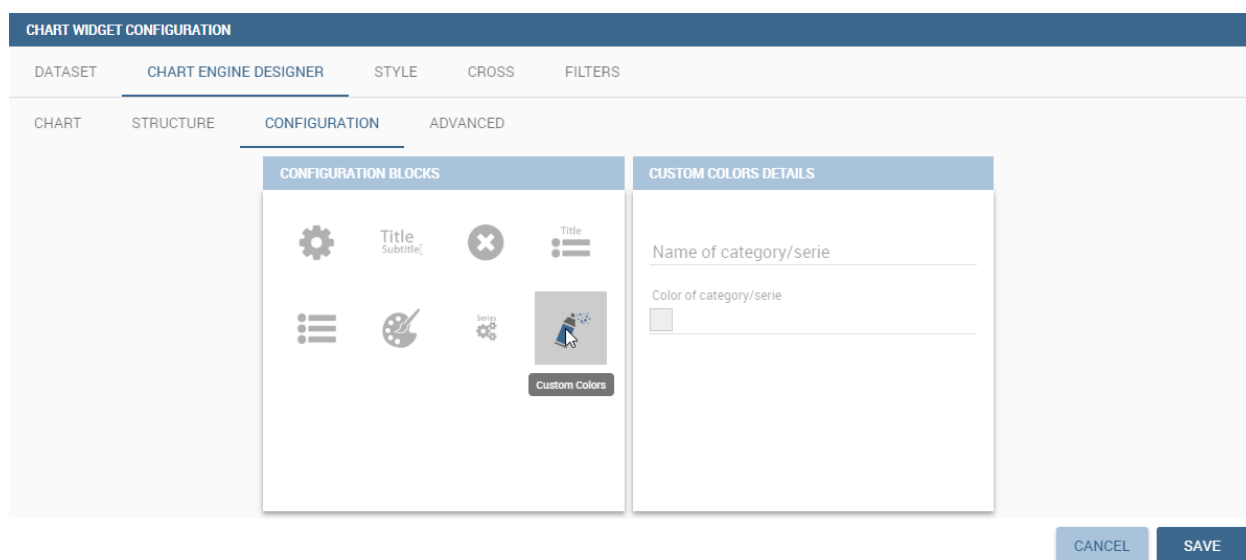 CHART WIDGET CONFIGURATION
DATASET CHART ENGINE DESIGNER STYLE CROSS FILTERS
CHART STRUCTURE CONFIGURATION ADVANCED
CONFIGURATION BLOCKS
Title
Subtitle
Title
Series
Custom Colors
CUSTOM COLORS DETAILS
Name of category/serie
Color of category/serie
CANCEL SAVE